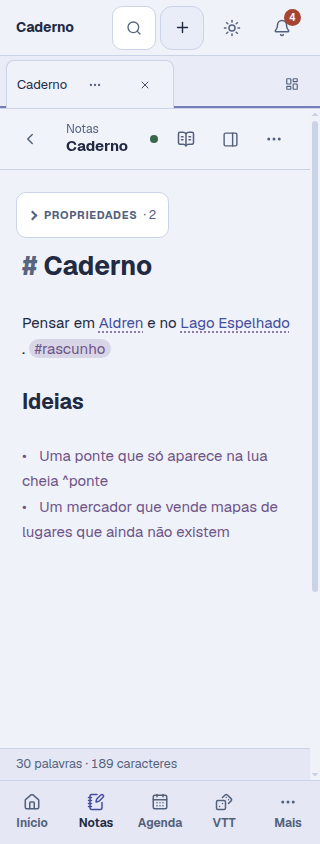 Caderno
4
Caderno
Notas
Caderno
PROPRIEDADES · 2
# Caderno
Pensar em Aldren e no Lago Espelhado
. #rascunho
Ideias
• Uma ponte que só aparece na lua
cheia ^ponte
• Um mercador que vende mapas de
lugares que ainda não existem
30 palavras · 189 caracteres
Início Notas Agenda VTT Mais